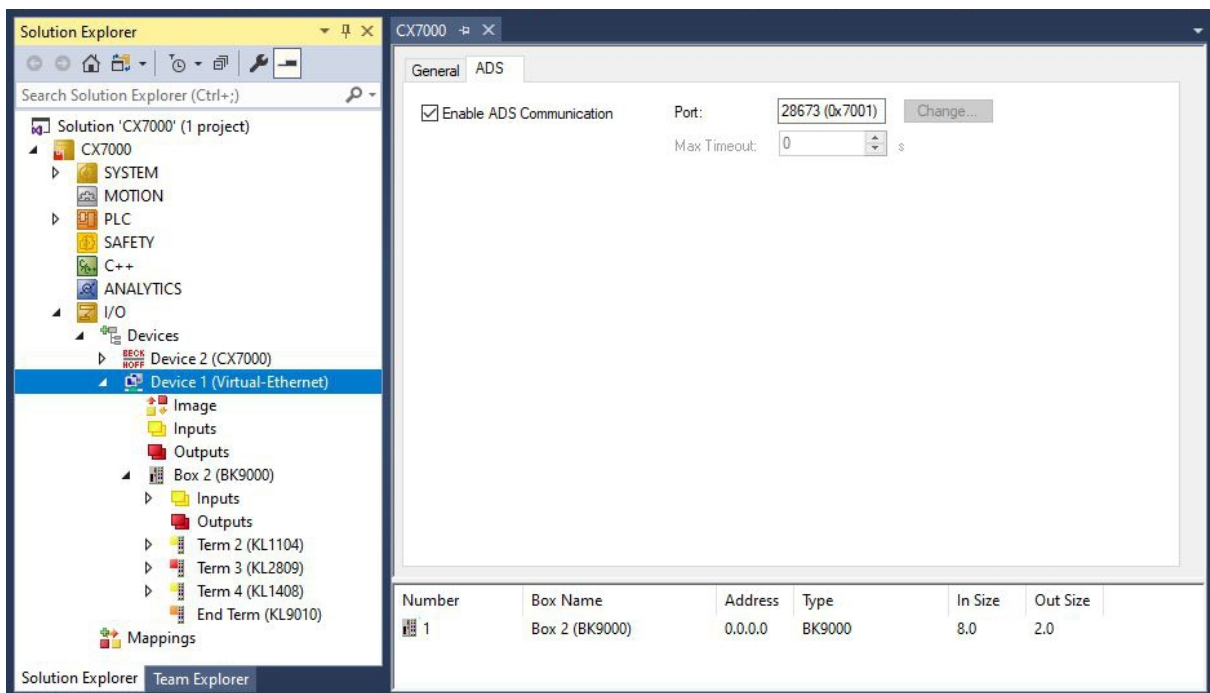 Solution Explorer
Search Solution Explorer (Ctrl+;)
Solution 'CX7000' (1 project)
CX7000
SYSTEM
MOTION
PLC
SAFETY
C++
ANALYTICS
I/O
Devices
BECKHOFF Device 2 (CX7000)
Device 1 (Virtual-Ethernet)
Image
Inputs
Outputs
Box 2 (BK9000)
Inputs
Outputs
Term 2 (KL1104)
Term 3 (KL2809)
Term 4 (KL1408)
End Term (KL9010)
Mappings
Solution Explorer Team Explorer
CX7000
General ADS
Enable ADS Communication Port: 28673 (0x7001) Change...
Max Timeout: 0 s
Number Box Name Address Type In Size Out Size
1 Box 2 (BK9000) 0.0.0.0 BK9000 8.0 2.0